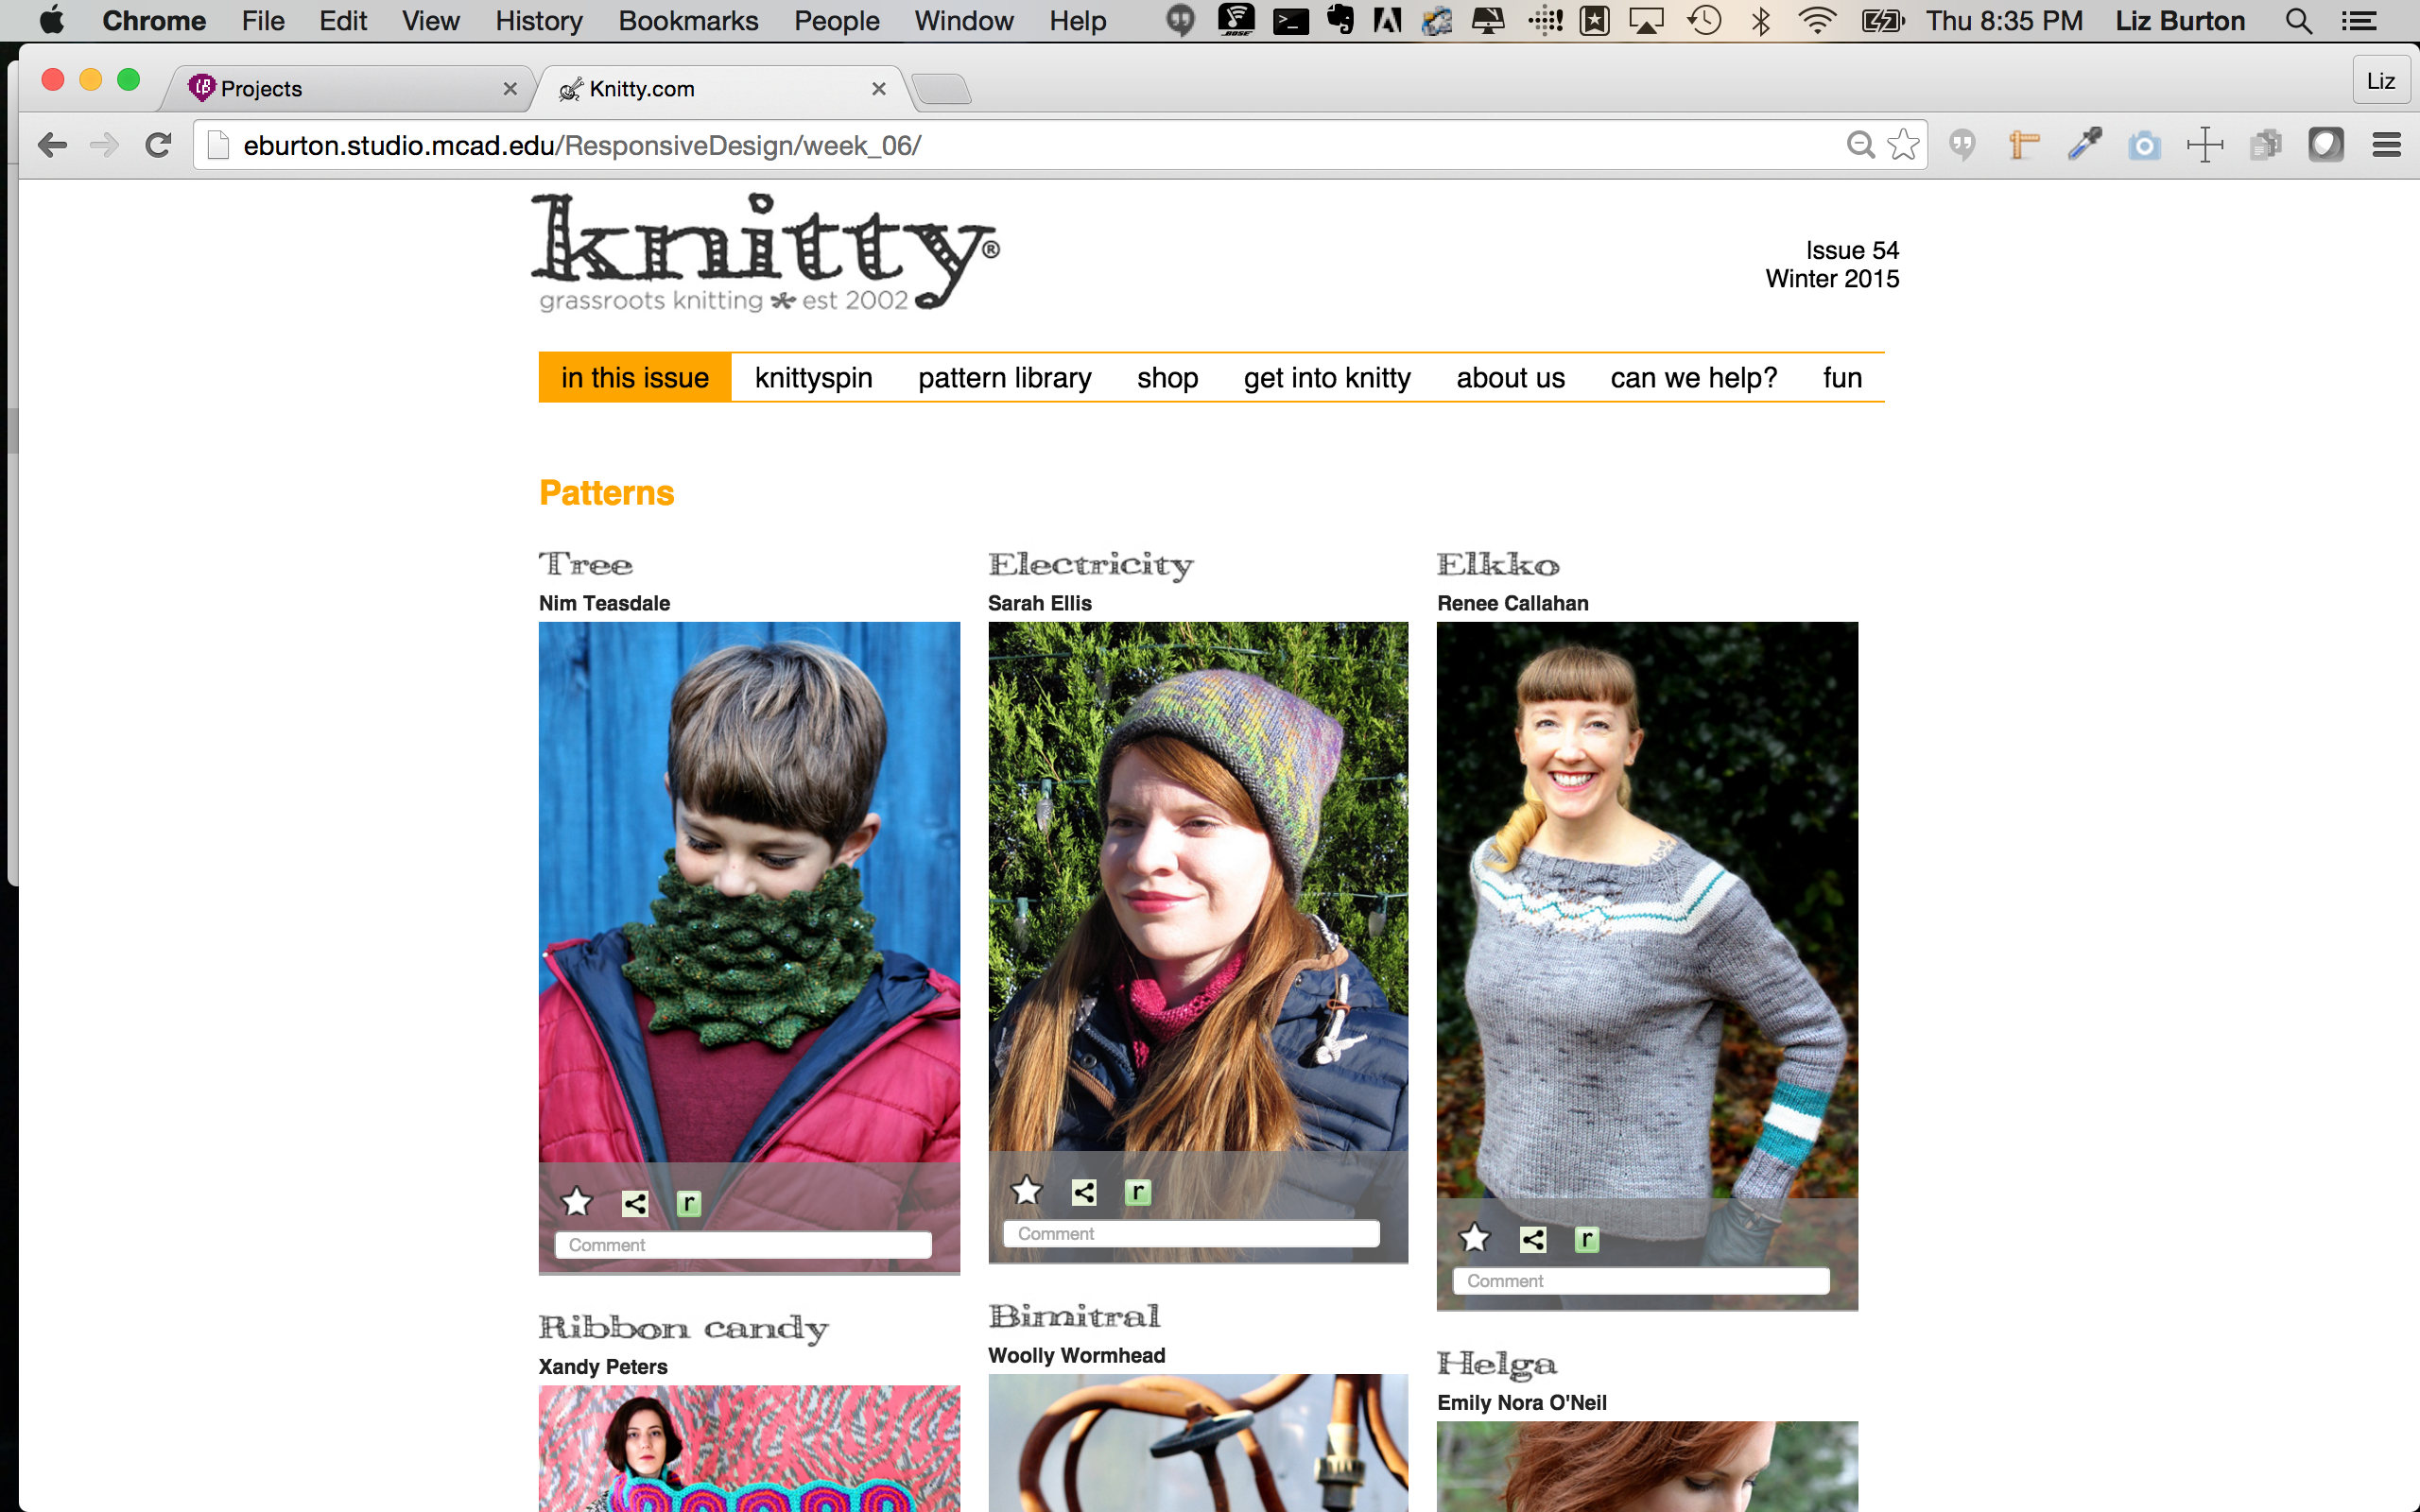 Chrome File Edit View History Bookmarks People Window Help BOSE Thu 8:35 PM Liz Burton
Projects
Knitty.com
Liz
eburton.studio.mcad.edu/ResponsiveDesign/week_06/
knitty®
grassroots knitting * est 2002
Issue 54
Winter 2015
in this issue knittyspin pattern library shop get into knitty about us can we help? fun
Patterns
Tree
Nim Teasdale
r
Comment
Electricity
Sarah Ellis
r
Comment
Elkko
Renee Callahan
r
Comment
Ribbon candy
Xandy Peters
Bimitral
Woolly Wormhead
Helga
Emily Nora O'Neil